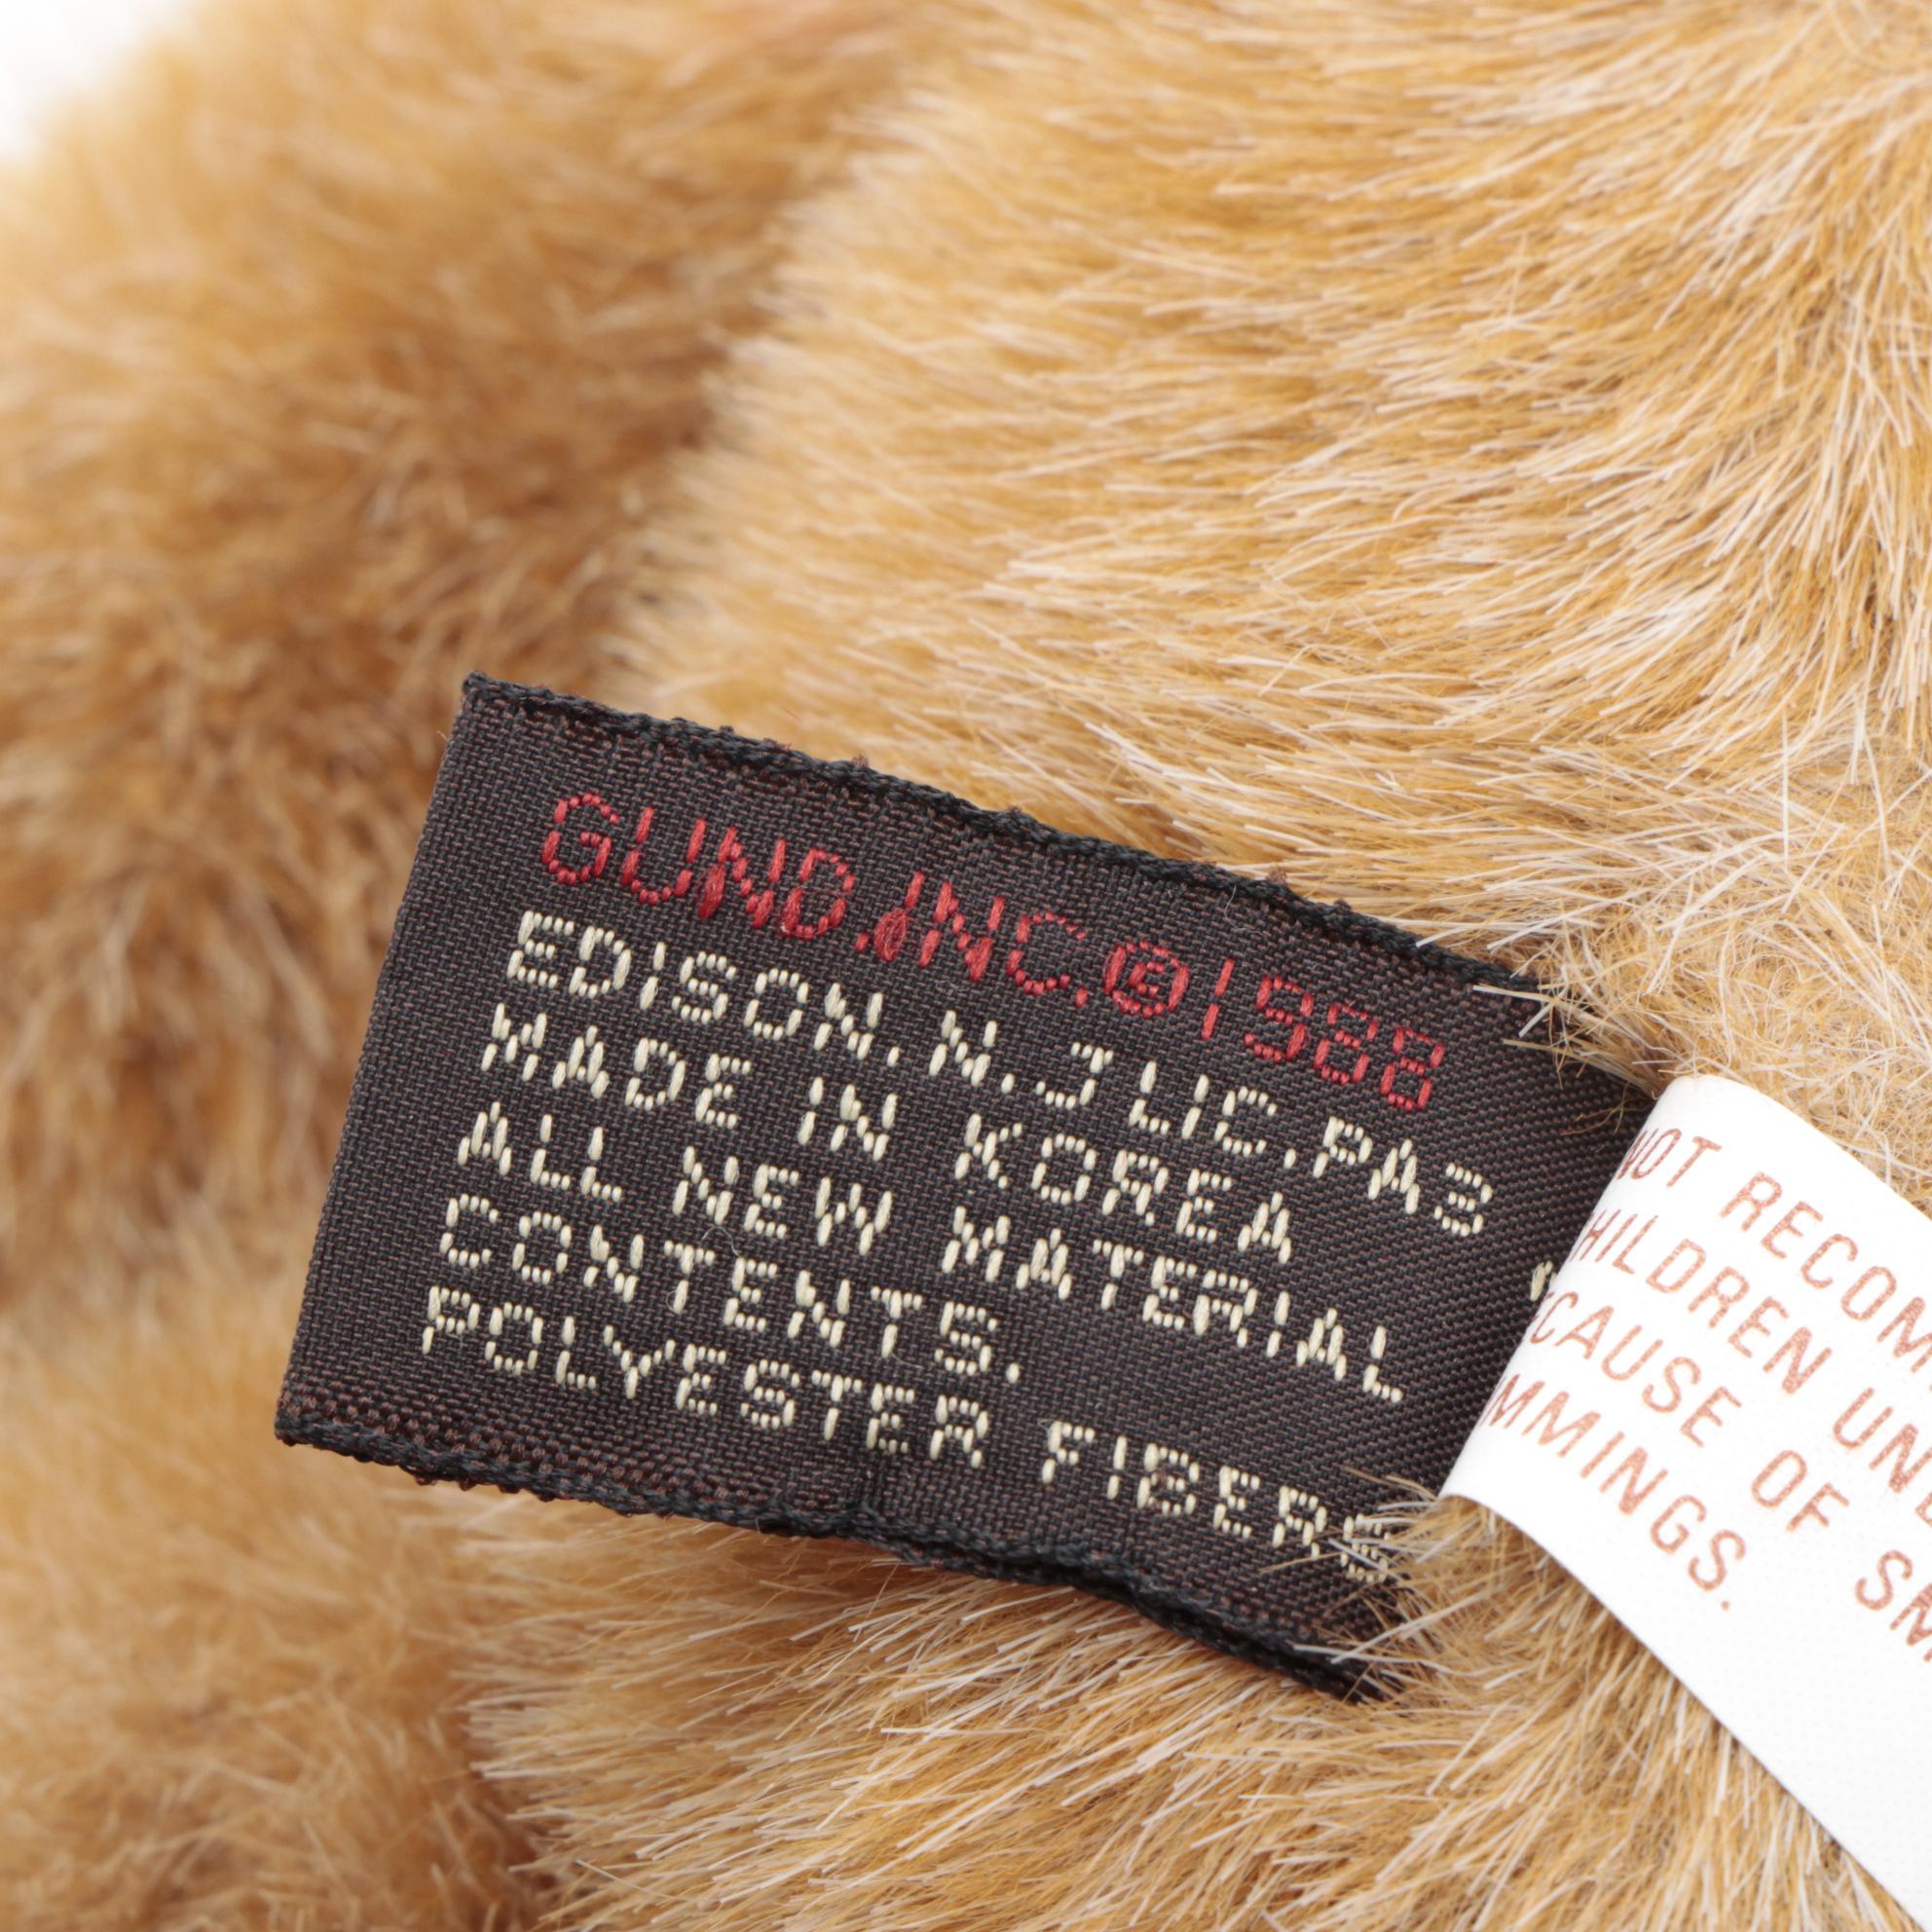 GUND.INC.©1988
EDISON.N.J LIC.PA3
MADE IN KOREA
ALL NEW MATERIAL
CONTENTS.
POLYESTER FIBERS
NOT RECOM
HILDREN UN
CAUSE OF SM
MMINGS.